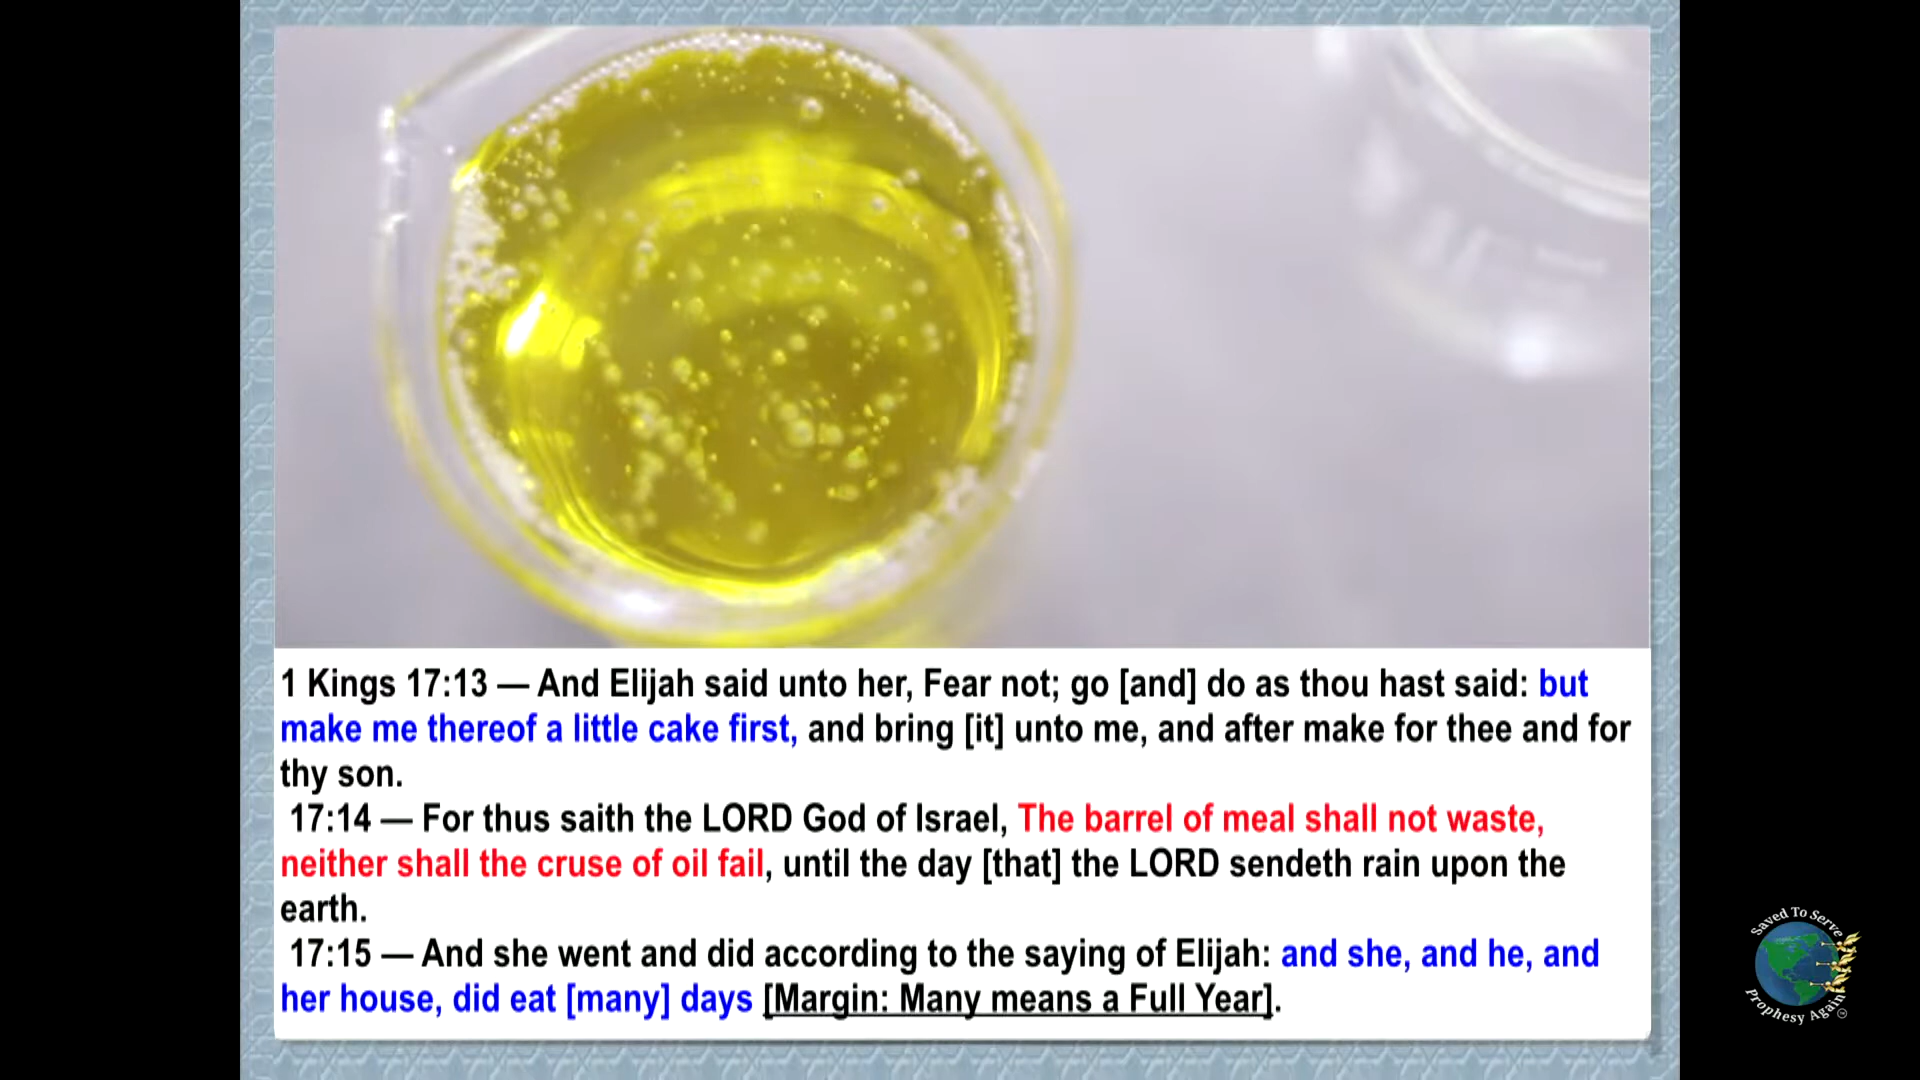 1 Kings 17:13 — And Elijah said unto her, Fear not; go [and] do as thou hast said: but
make me thereof a little cake first, and bring [it] unto me, and after make for thee and for
thy son.
17:14 — For thus saith the LORD God of Israel, The barrel of meal shall not waste,
neither shall the cruse of oil fail, until the day [that] the LORD sendeth rain upon the
earth.
17:15 — And she went and did according to the saying of Elijah: and she, and he, and
her house, did eat [many] days [Margin: Many means a Full Year].
Saved To Serve
Prophesy Again